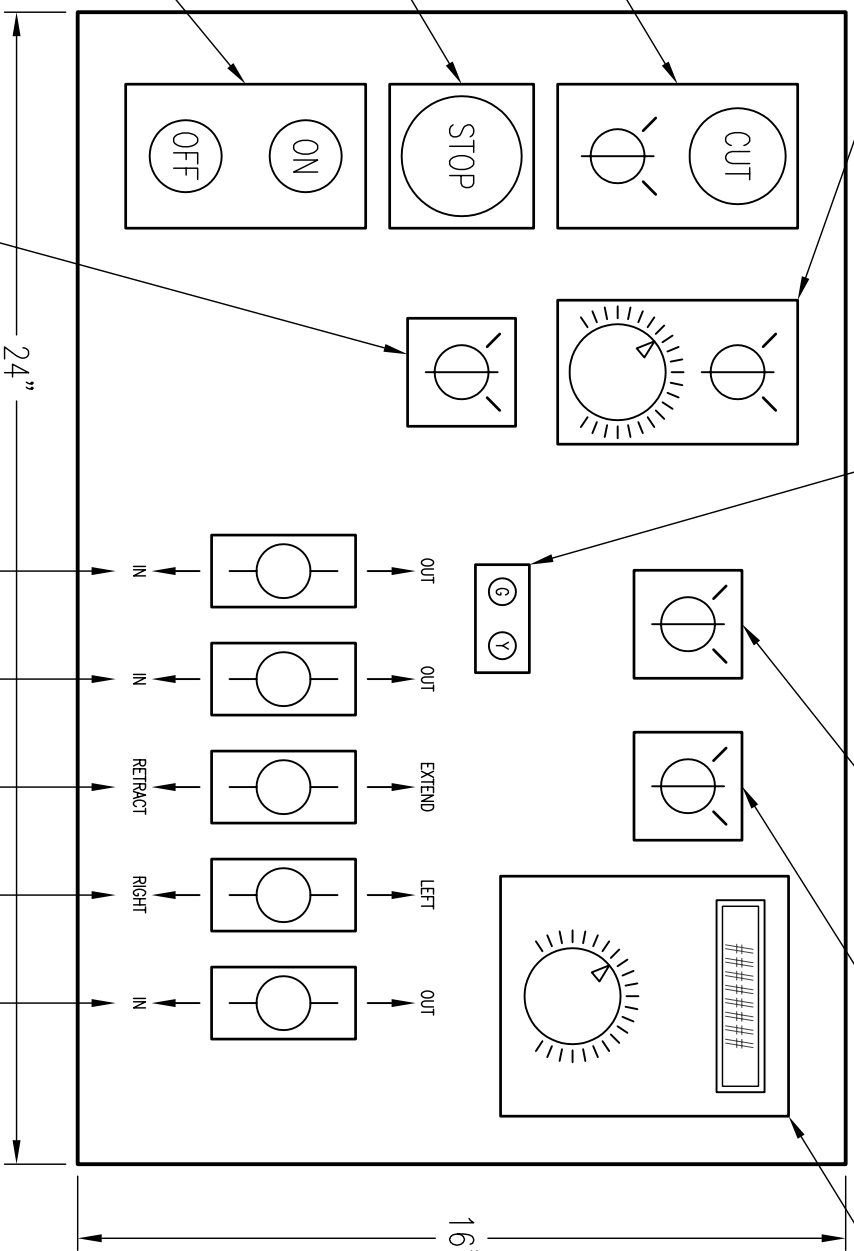 CUT
########
STOP
G Y
OUT OUT EXTEND LEFT OUT
ON
OFF
IN IN RETRACT RIGHT IN
24"
16"